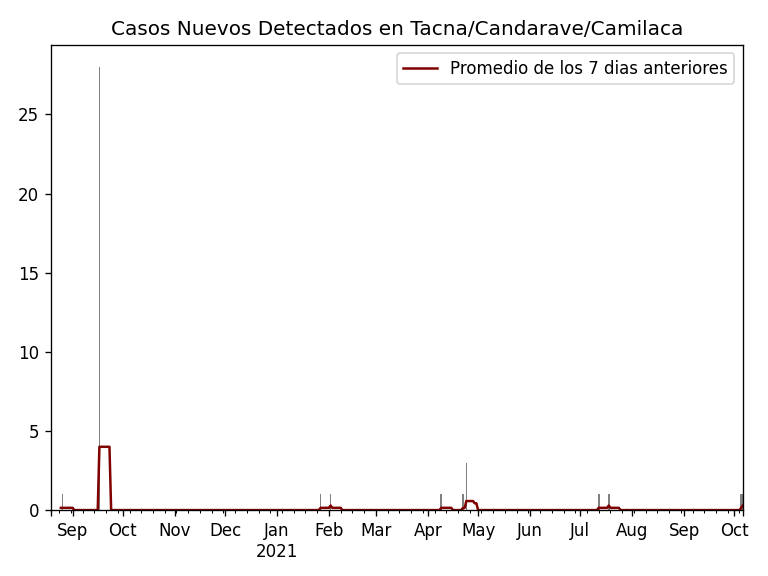 Casos Nuevos Detectados en Tacna/Candarave/Camilaca
Promedio de los 7 dias anteriores
25
20
15
10
5
0
Sep Oct Nov Dec Jan Feb Mar Apr May Jun Jul Aug Sep Oct
2021